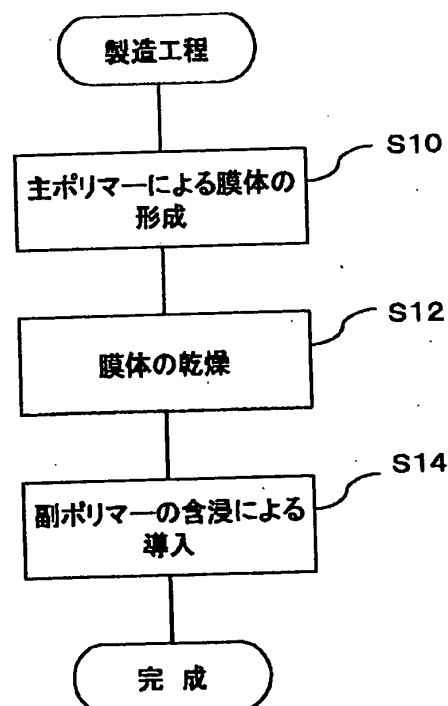 製造工程
S10
主ポリマーによる膜体の
形成
S12
膜体の乾燥
S14
副ポリマーの含浸による
導入
完 成